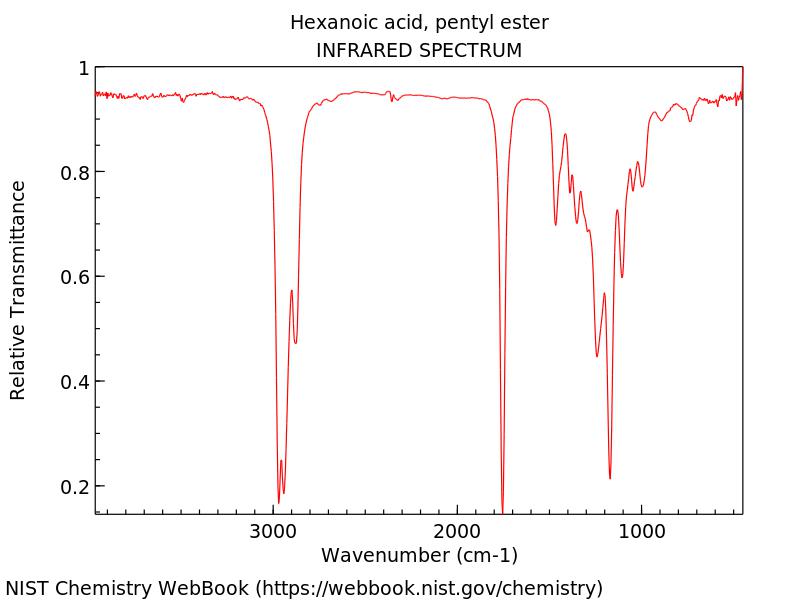 Hexanoic acid, pentyl ester
INFRARED SPECTRUM
1
0.8
0.6
0.4
0.2
Relative Transmittance
3000 2000 1000
Wavenumber (cm-1)
NIST Chemistry WebBook (https://webbook.nist.gov/chemistry)